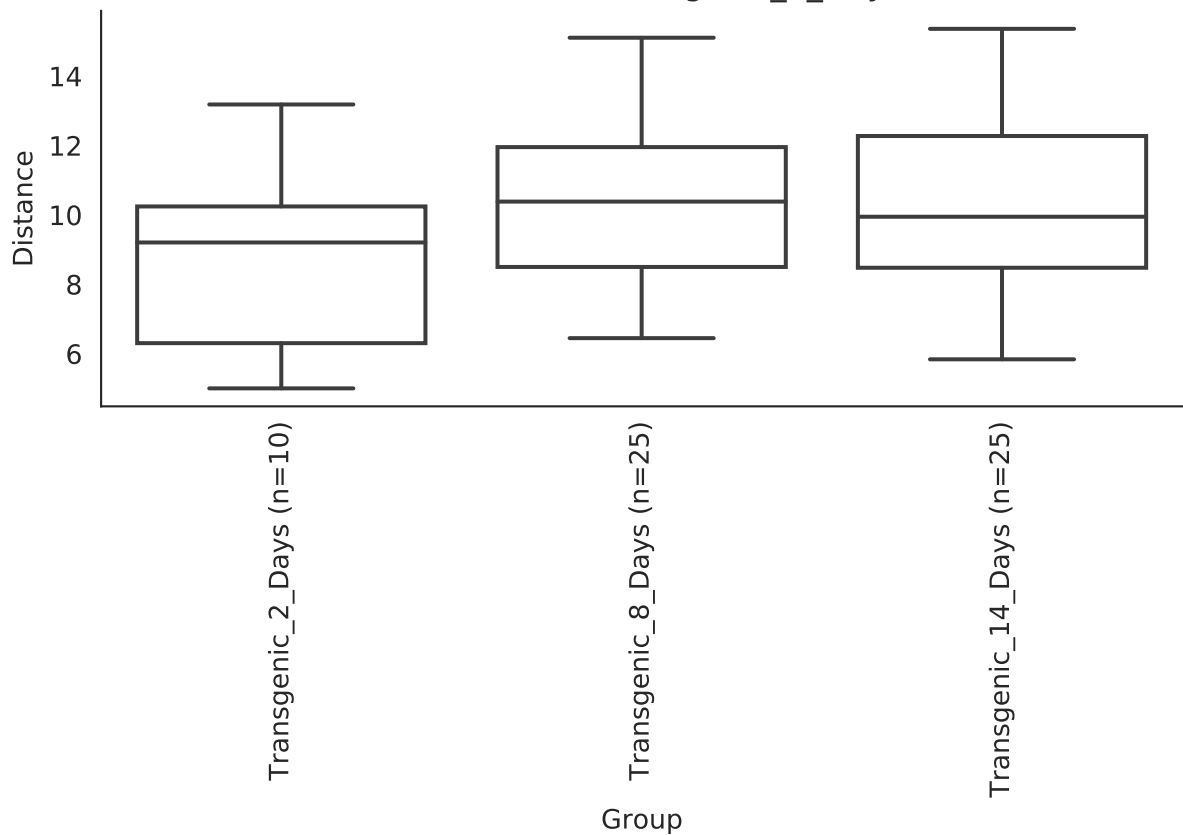 14
12
10
8
6
Distance
Transgenic_2_Days (n=10)
Transgenic_8_Days (n=25)
Transgenic_14_Days (n=25)
Group